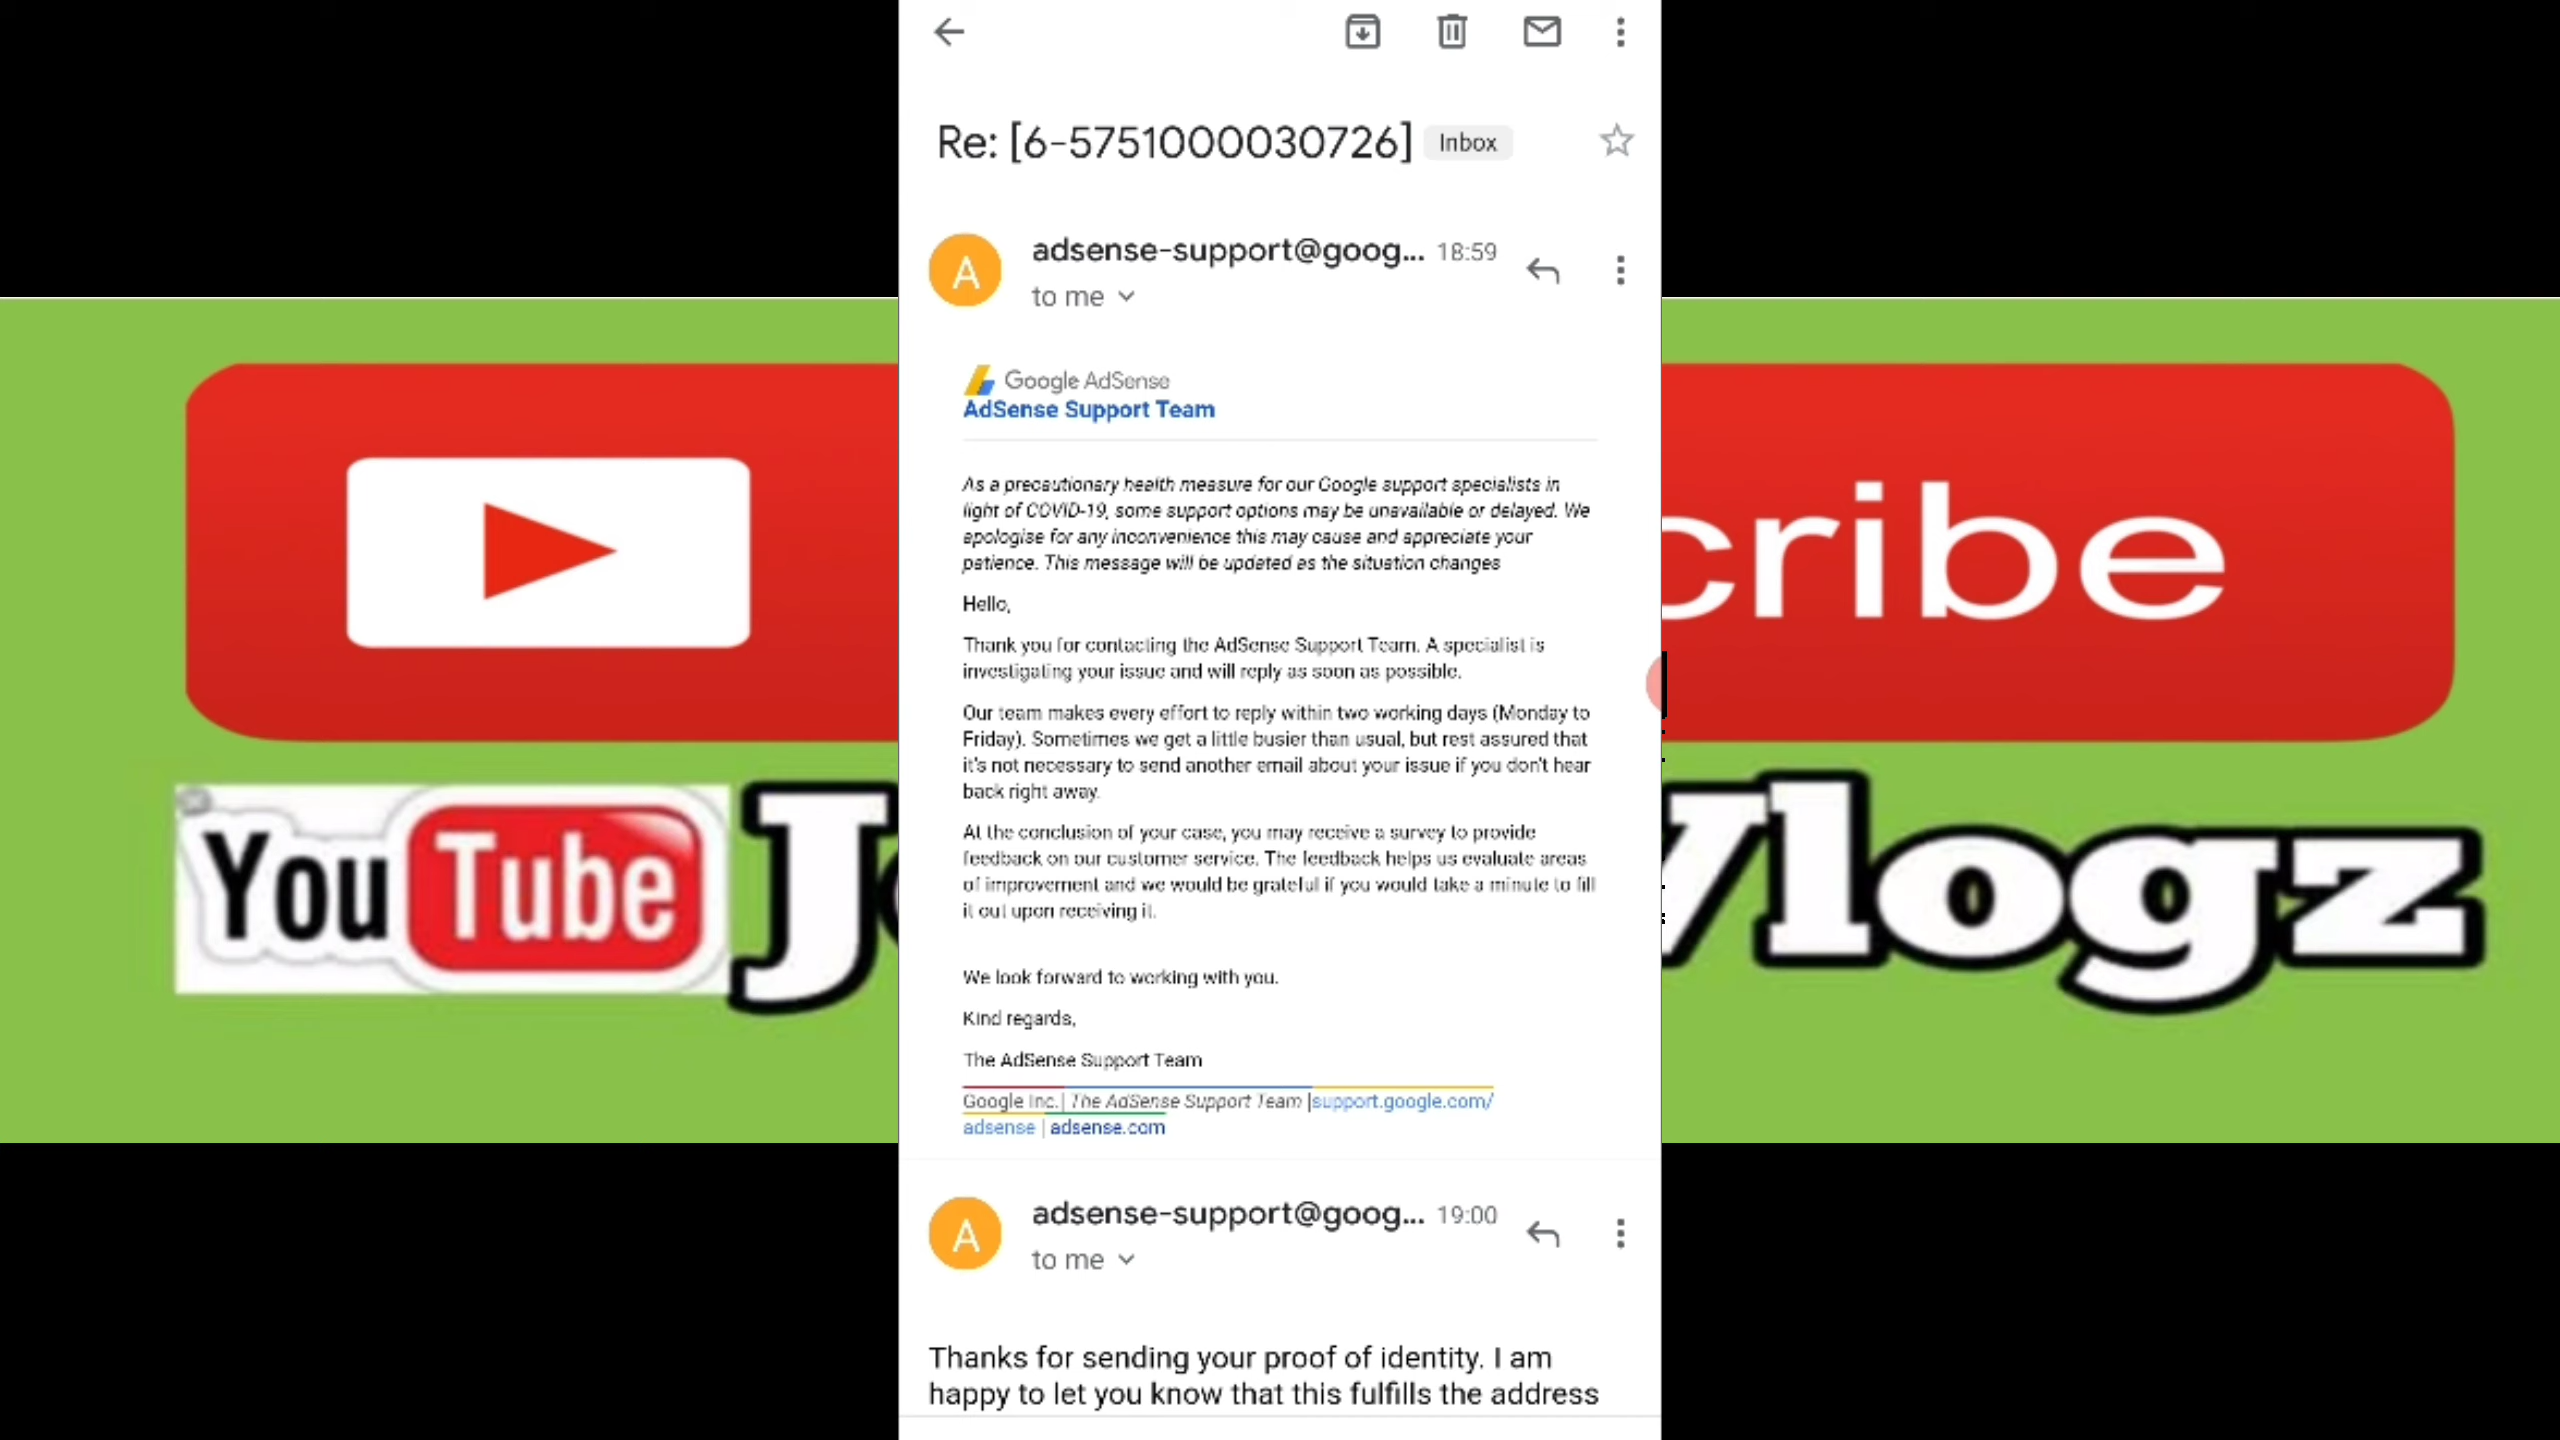 Re: [6-5751000030726] Inbox
A
adsense-support@goog... 18:59
to me
Google AdSense
AdSense Support Team
As a precautionary health measure for our Google support specialists in
light of COVID-19, some support options may be unavailable or delayed. We
apologise for any inconvenience this may cause and appreciate your
patience. This message will be updated as the situation changes
Hello,
Thank you for contacting the AdSense Support Team. A specialist is
investigating your issue and will reply as soon as possible.
Our team makes every effort to reply within two working days (Monday to
Friday). Sometimes we get a little busier than usual, but rest assured that
it's not necessary to send another email about your issue if you don't hear
back right away.
At the conclusion of your case, you may receive a survey to provide
feedback on our customer service. The feedback helps us evaluate areas
of improvement and we would be grateful if you would take a minute to fill
it out upon receiving it.
We look forward to working with you.
Kind regards,
The AdSense Support Team
Google Inc.| The AdSense Support Team |support.google.com/
adsense | adsense.com
A
adsense-support@goog... 19:00
to me
Thanks for sending your proof of identity. I am
happy to let you know that this fulfills the address
cribe
YouTube J
Vlogz